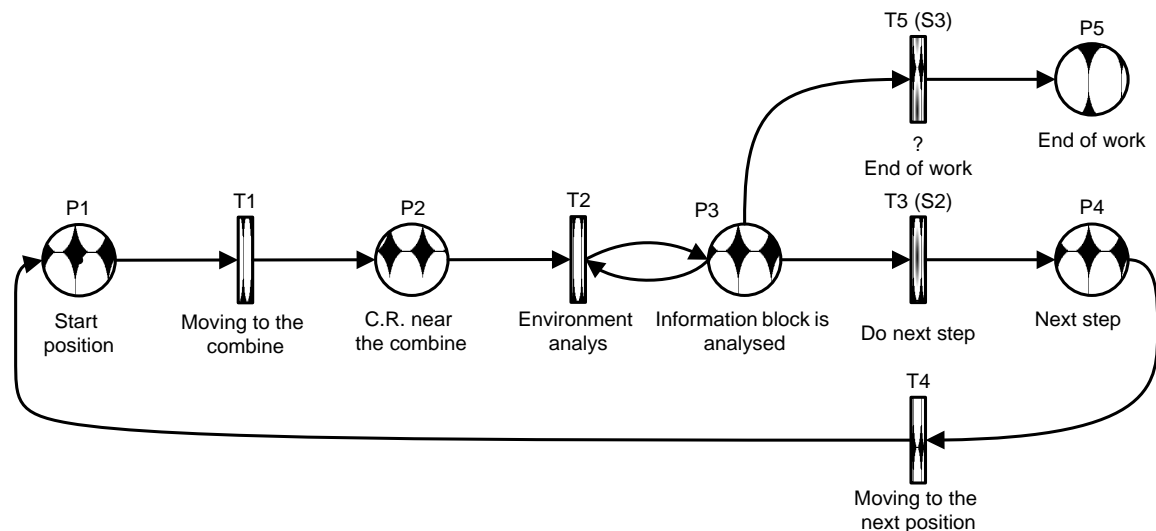 T5 (S3)
P5
?
End of work
End of work
P1
T1
P2
T2
P3
T3 (S2)
P4
Start
position
Moving to the
combine
C.R. near
the combine
Environment
analys
Information block is
analysed
Do next step
Next step
T4
Moving to the
next position